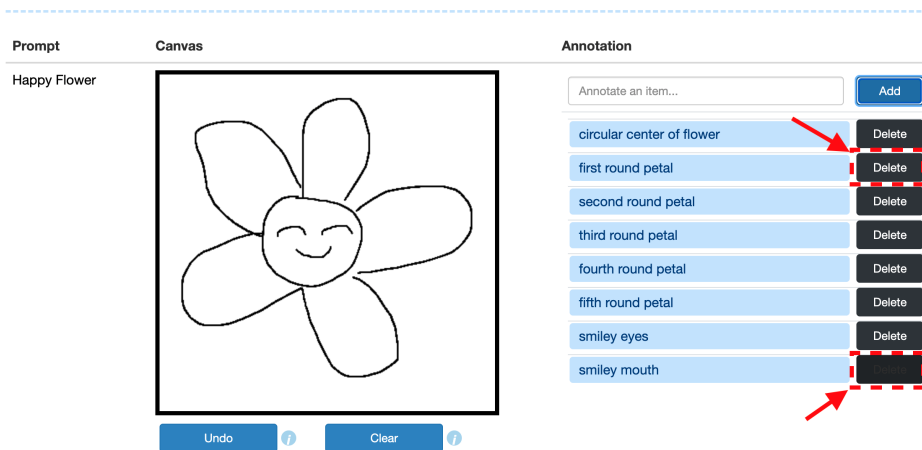 Prompt Canvas Annotation
Happy Flower
Annotate an item... Add
circular center of flower Delete
first round petal Delete
second round petal Delete
third round petal Delete
fourth round petal Delete
fifth round petal Delete
smiley eyes Delete
smiley mouth Delete
Undo i Clear i